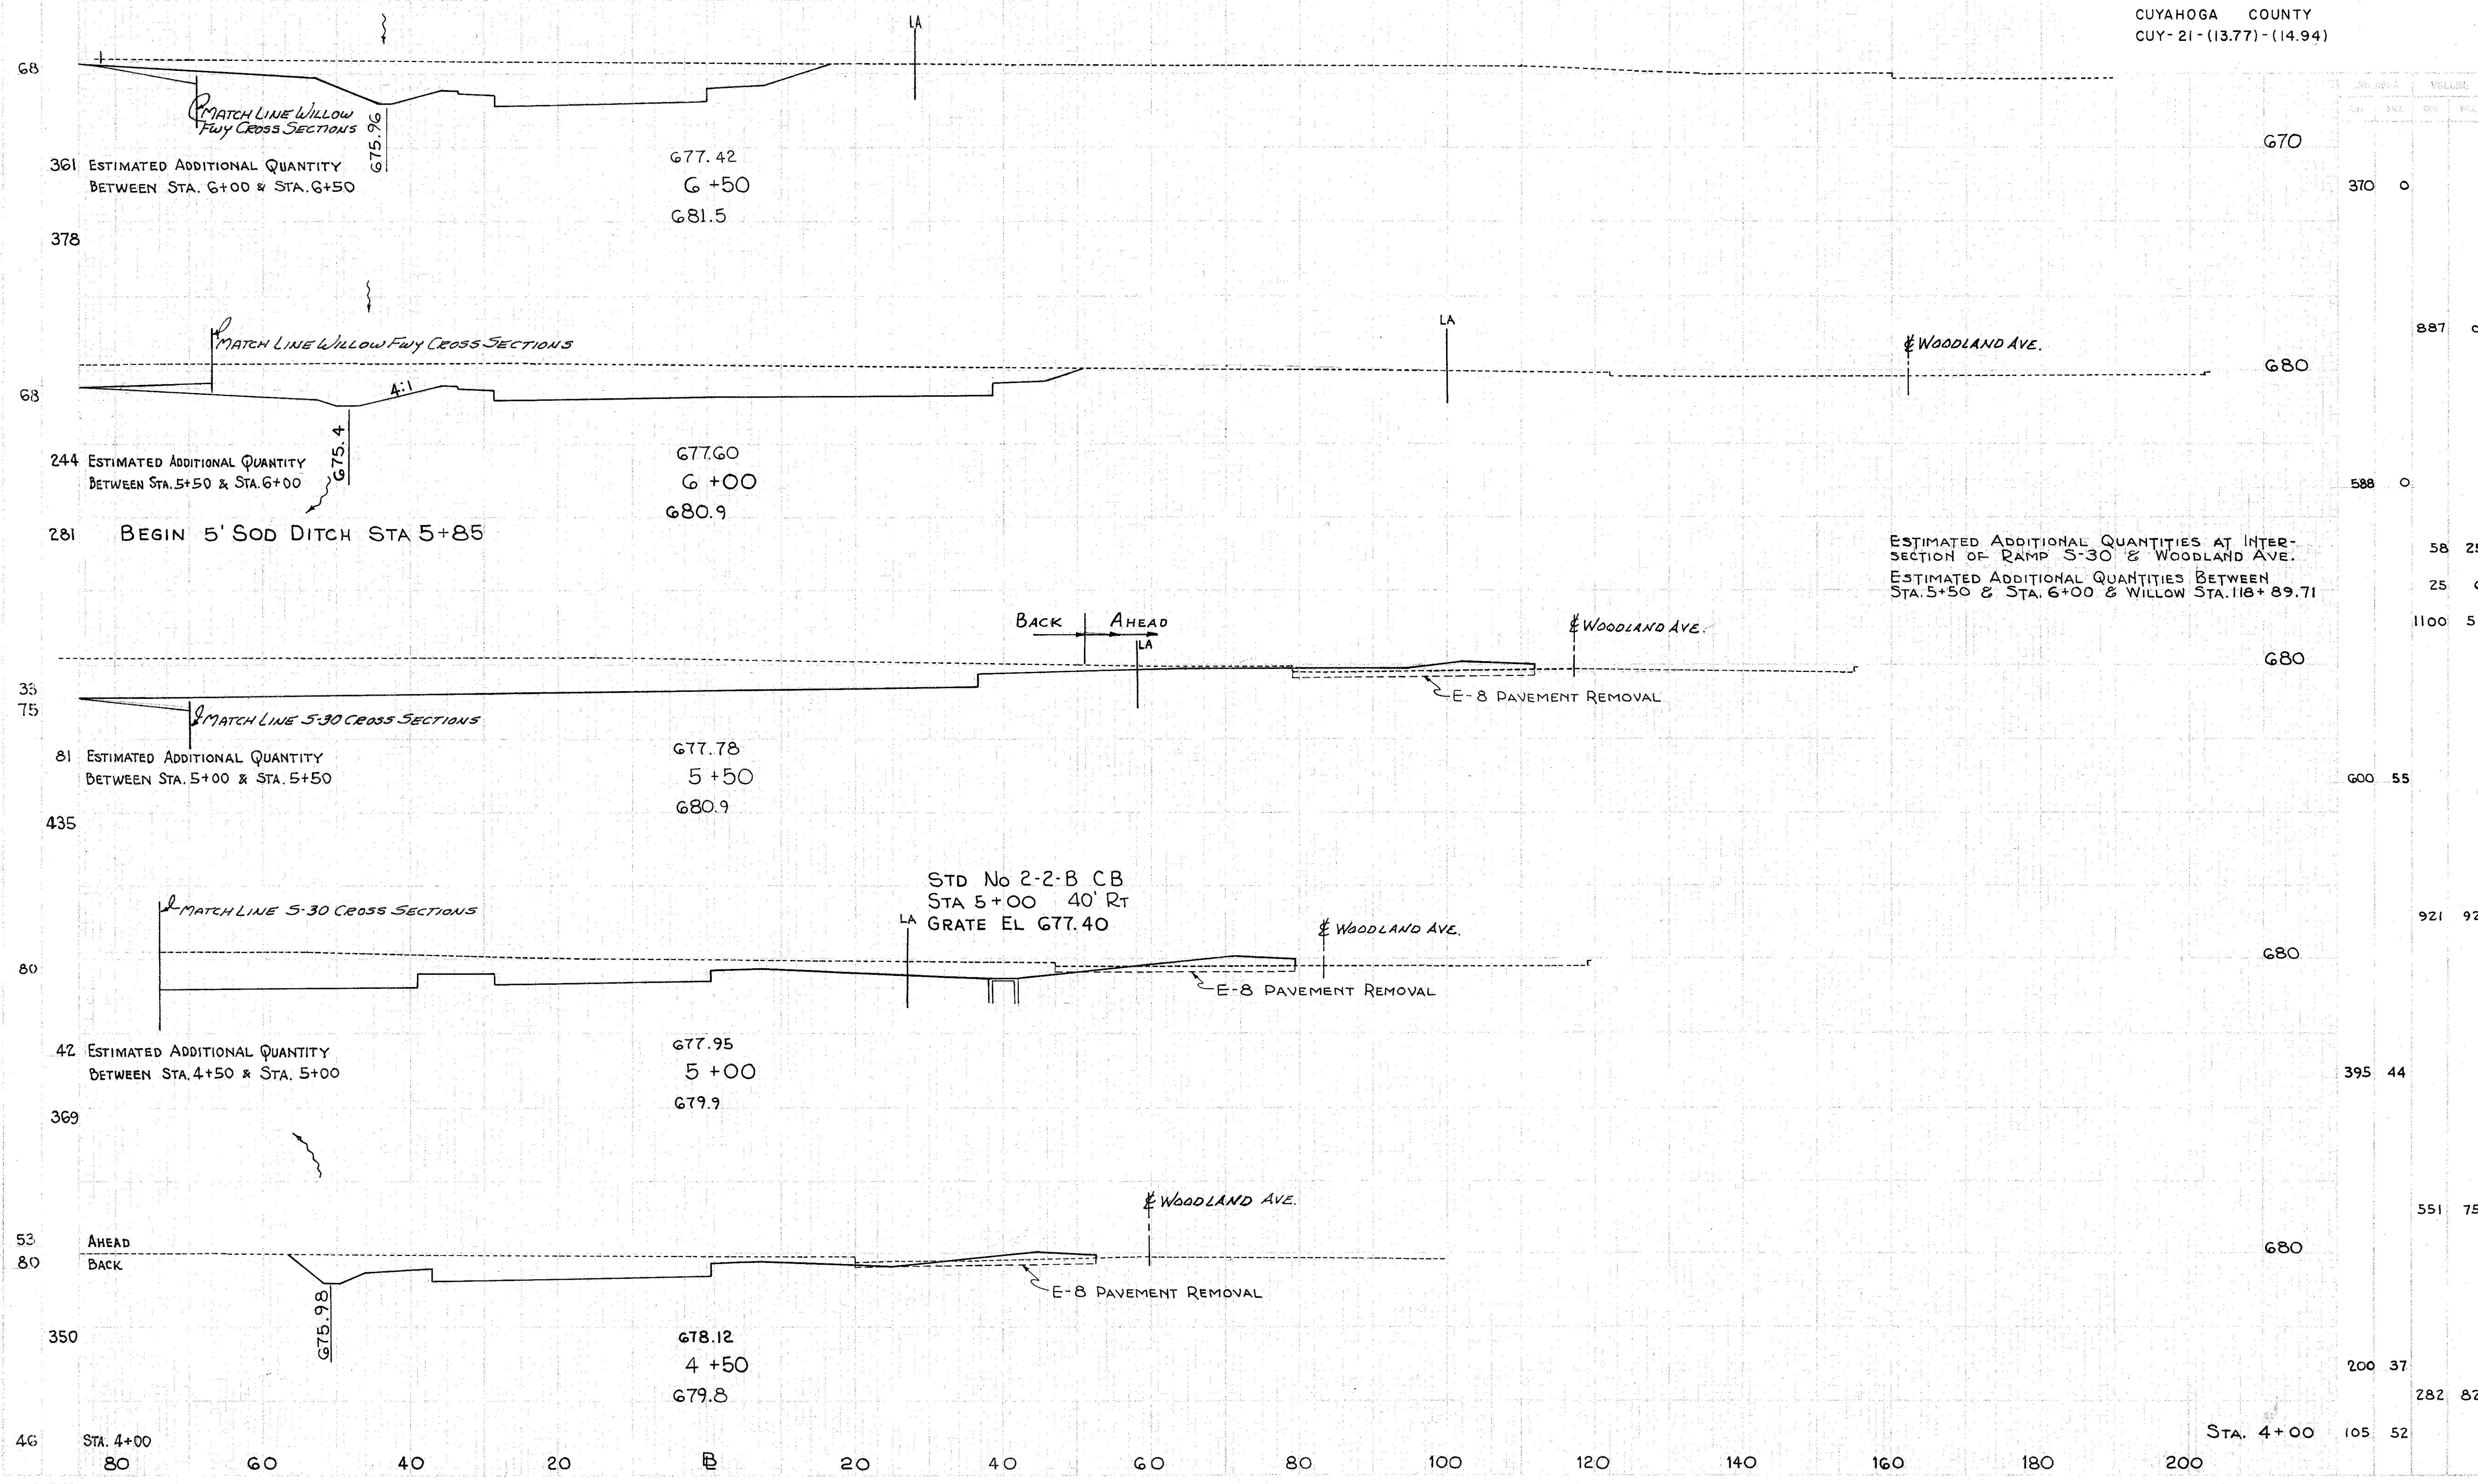 CUYAHOGA COUNTY
CUY-21-(13.77)-(14.94)
LA
68
MATCH LINE WILLOW
FWY CROSS SECTIONS
675.96
670
361 ESTIMATED ADDITIONAL QUANTITY
BETWEEN STA. 6+00 & STA. 6+50
677.42
6 +50
681.5
370 0
378
LA
887
MATCH LINE WILLOW FWY CROSS SECTIONS
℄ WOODLAND AVE.
680
68
4:1
675.4
244 ESTIMATED ADDITIONAL QUANTITY
BETWEEN STA. 5+50 & STA. 6+00
677.60
6 +00
680.9
588 0
281 BEGIN 5' SOD DITCH STA 5+85
ESTIMATED ADDITIONAL QUANTITIES AT INTER-
SECTION OF RAMP S-30 & WOODLAND AVE.
58 25
ESTIMATED ADDITIONAL QUANTITIES BETWEEN
STA. 5+50 & STA. 6+00 & WILLOW STA. 118+89.71
25
1100 5
BACK AHEAD
LA
℄ WOODLAND AVE.
680
33
75
MATCH LINE S-30 CROSS SECTIONS
E-8 PAVEMENT REMOVAL
81 ESTIMATED ADDITIONAL QUANTITY
BETWEEN STA. 5+00 & STA. 5+50
677.78
5 +50
680.9
600 55
435
STD No 2-2-B CB
STA 5+00 40' RT
GRATE EL 677.40
LA
MATCH LINE S-30 CROSS SECTIONS
℄ WOODLAND AVE.
921 92
680
80
E-8 PAVEMENT REMOVAL
42 ESTIMATED ADDITIONAL QUANTITY
BETWEEN STA. 4+50 & STA. 5+00
677.95
5 +00
679.9
395 44
369
℄ WOODLAND AVE.
551 75
53 AHEAD
80 BACK
680
E-8 PAVEMENT REMOVAL
675.98
350
678.12
4 +50
679.8
200 37
282 82
46 STA. 4+00
STA. 4+00 105 52
80 60 40 20 B 20 40 60 80 100 120 140 160 180 200